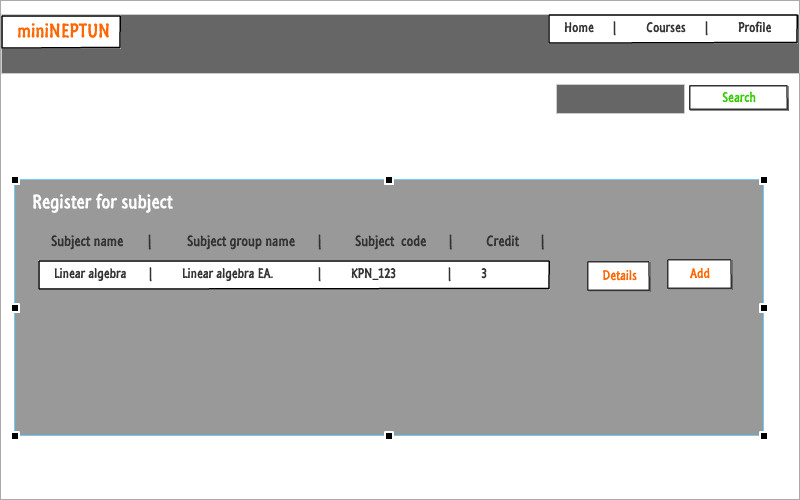 miniNEPTUN
Home | Courses | Profile
Search
Register for subject
Subject name | Subject group name | Subject code | Credit |
Linear algebra | Linear algebra EA. | KPN_123 | 3 Details Add